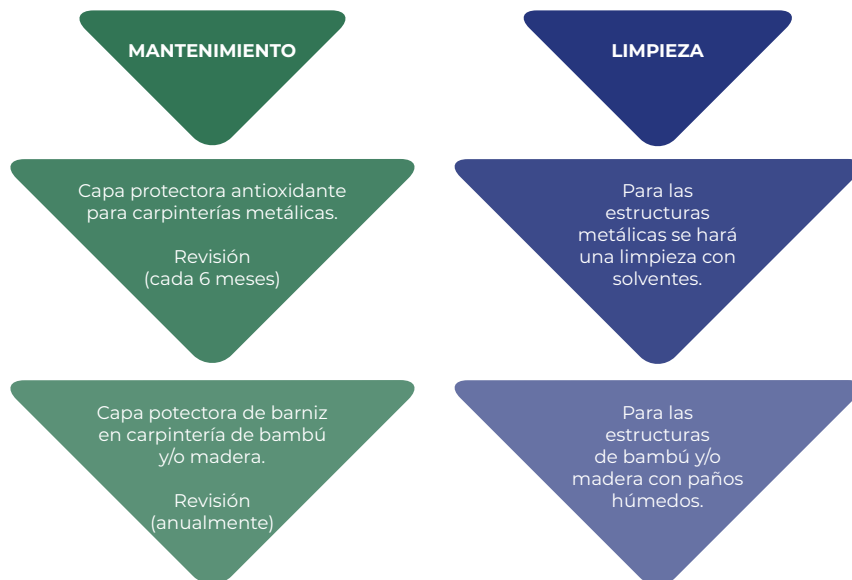 MANTENIMIENTO
Capa protectora antioxidante
para carpinterías metálicas.
Revisión
(cada 6 meses)
Capa potectora de barniz
en carpintería de bambú
y/o madera.
Revisión
(anualmente)
LIMPIEZA
Para las
estructuras
metálicas se hará
una limpieza con
solventes.
Para las
estructuras
de bambú y/o
madera con paños
húmedos.